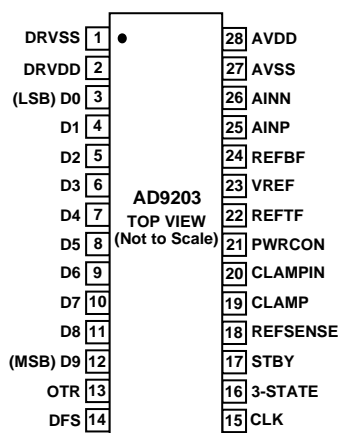 DRVSS 1 28 AVDD
DRVDD 2 27 AVSS
(LSB) D0 3 26 AINN
D1 4 25 AINP
D2 5 24 REFBF
D3 6 23 VREF
D4 7 AD9203 22 REFTF
TOP VIEW
D5 8 (Not to Scale) 21 PWRCON
D6 9 20 CLAMPIN
D7 10 19 CLAMP
D8 11 18 REFSENSE
(MSB) D9 12 17 STBY
OTR 13 16 3-STATE
DFS 14 15 CLK